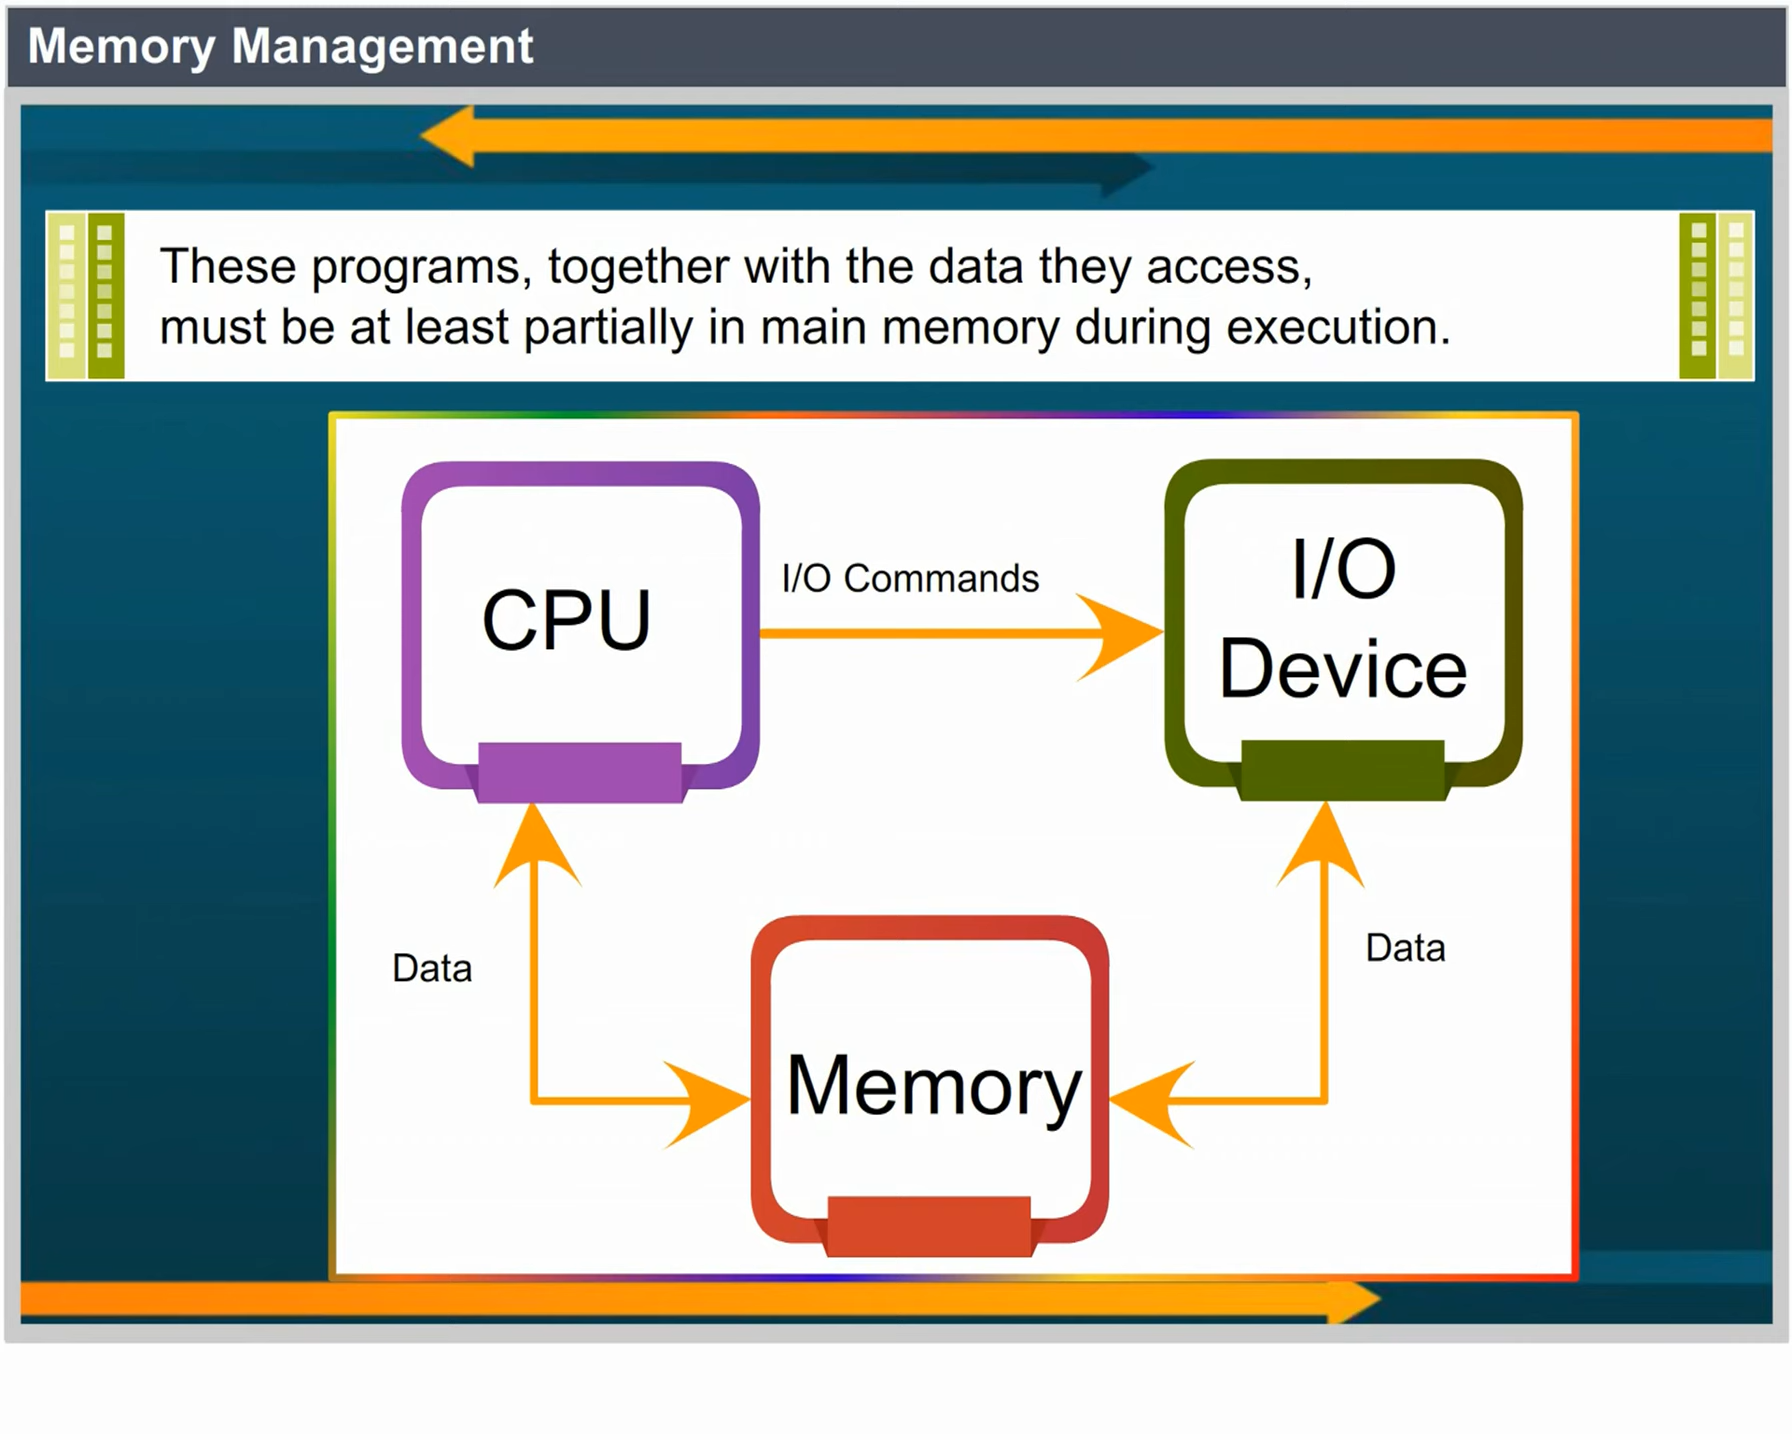 Memory Management
These programs, together with the data they access,
must be at least partially in main memory during execution.
CPU
I/O Commands
I/O
Device
Data
Data
Memory